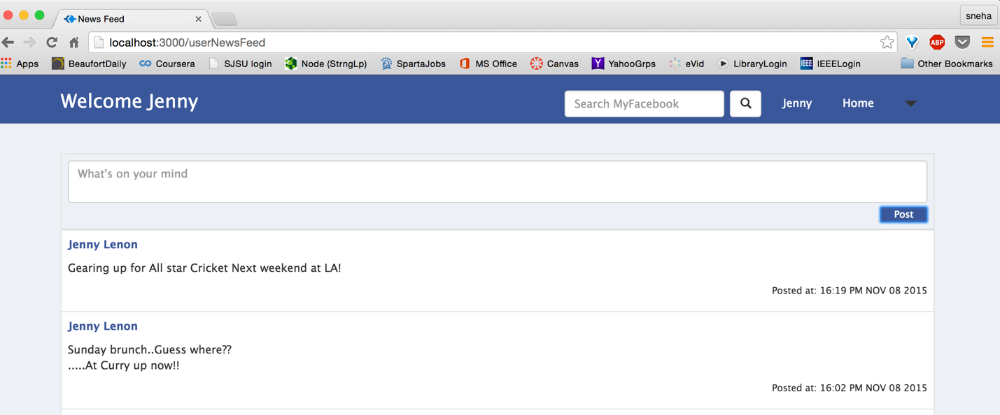 News Feed
sneha
localhost:3000/userNewsFeed
ABP
Apps BeaufortDaily Coursera SJSU login Node (StrngLp) SpartaJobs MS Office Canvas Y YahooGrps eVid LibraryLogin IEEE IEEELogin Other Bookmarks
Welcome Jenny
Search MyFacebook
Jenny Home
What's on your mind
Post
Jenny Lenon
Gearing up for All star Cricket Next weekend at LA!
Posted at: 16:19 PM NOV 08 2015
Jenny Lenon
Sunday brunch..Guess where??
.....At Curry up now!!
Posted at: 16:02 PM NOV 08 2015